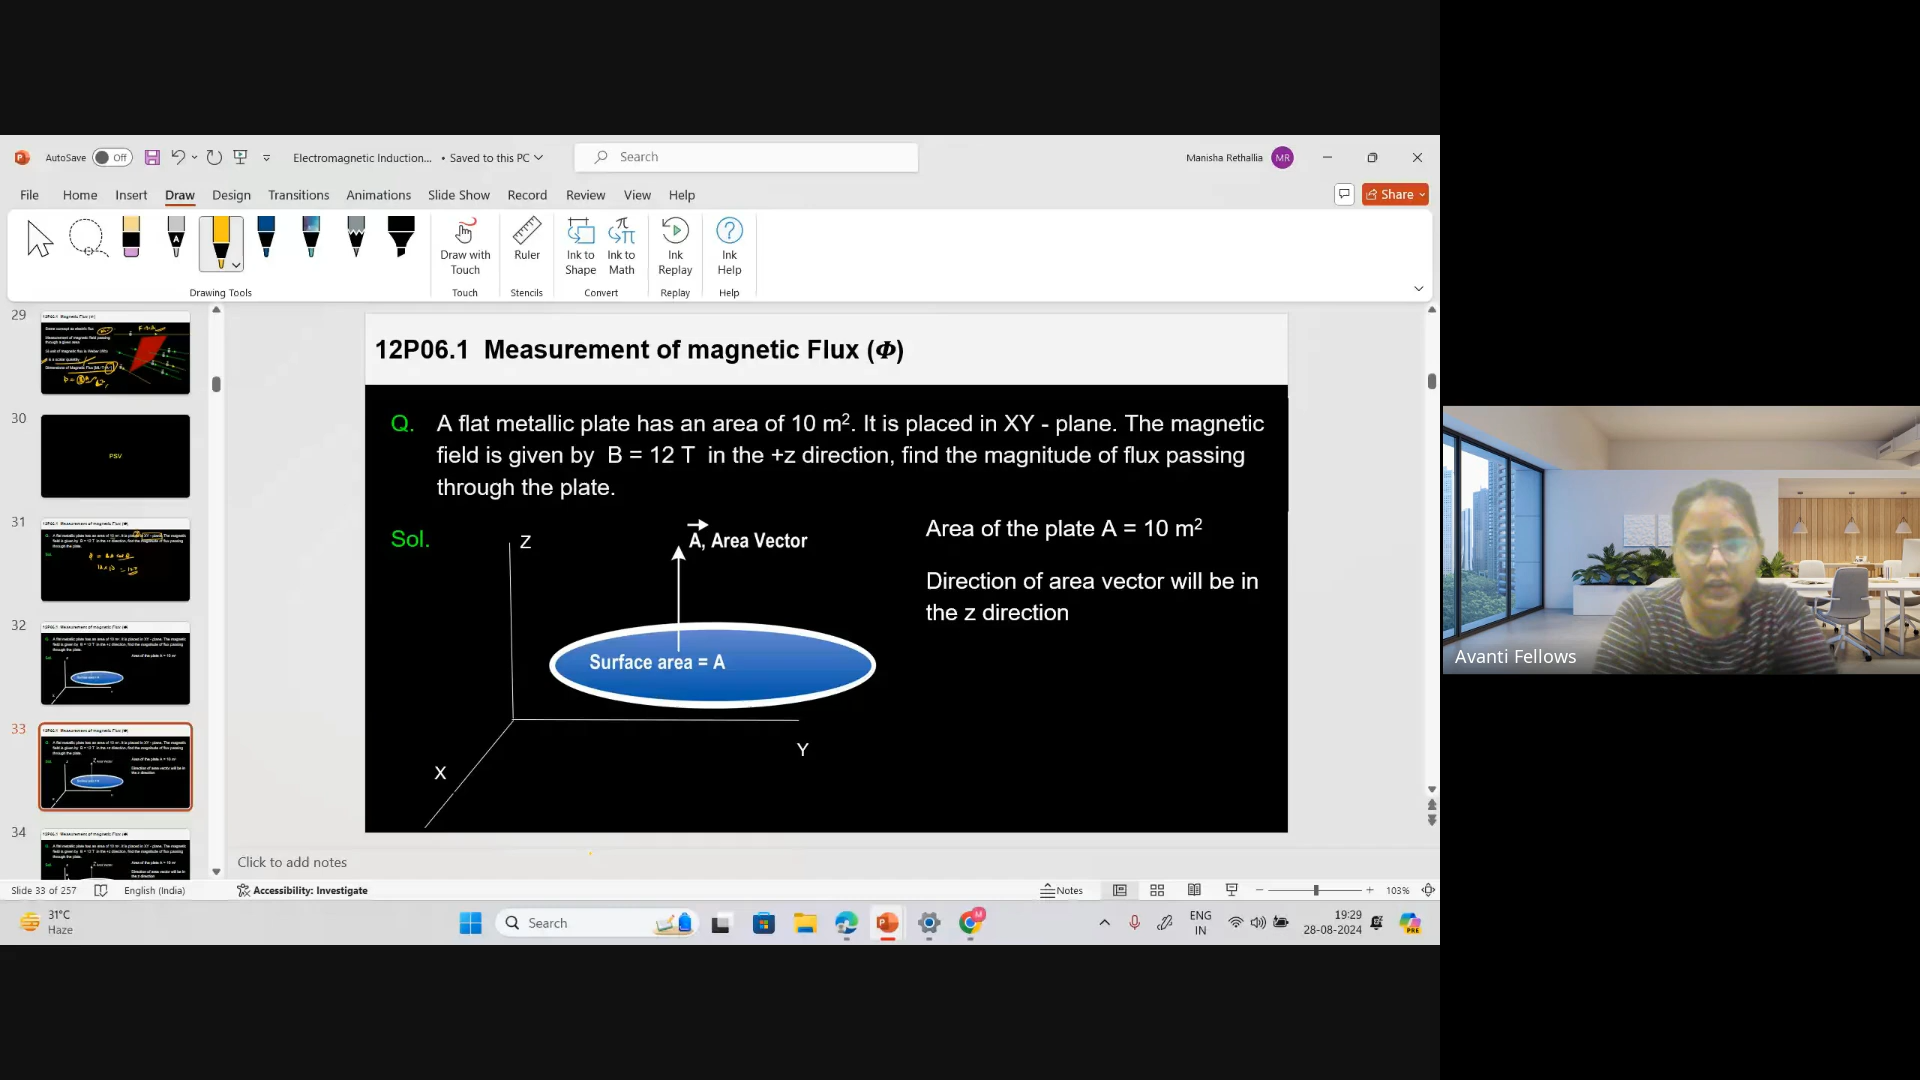 AutoSave Off
Electromagnetic Induction... • Saved to this PC
Search
Manisha Rethallia MR
File Home Insert Draw Design Transitions Animations Slide Show Record Review View Help
Share
Draw with Touch
Ruler
Ink to Shape
Ink to Math
Ink Replay
Ink Help
Drawing Tools Touch Stencils Convert Replay Help
29
30
PSV
31
32
33
34
12P06.1 Measurement of magnetic Flux (Φ)
Q. A flat metallic plate has an area of 10 m². It is placed in XY - plane. The magnetic
field is given by B = 12 T in the +z direction, find the magnitude of flux passing
through the plate.
Sol.
Z
A, Area Vector
Surface area = A
Y
X
Area of the plate A = 10 m²
Direction of area vector will be in
the z direction
Click to add notes
Slide 33 of 257 English (India) Accessibility: Investigate Notes 103%
31°C
Haze
Search
ENG
IN
19:29
28-08-2024
PRE
Avanti Fellows